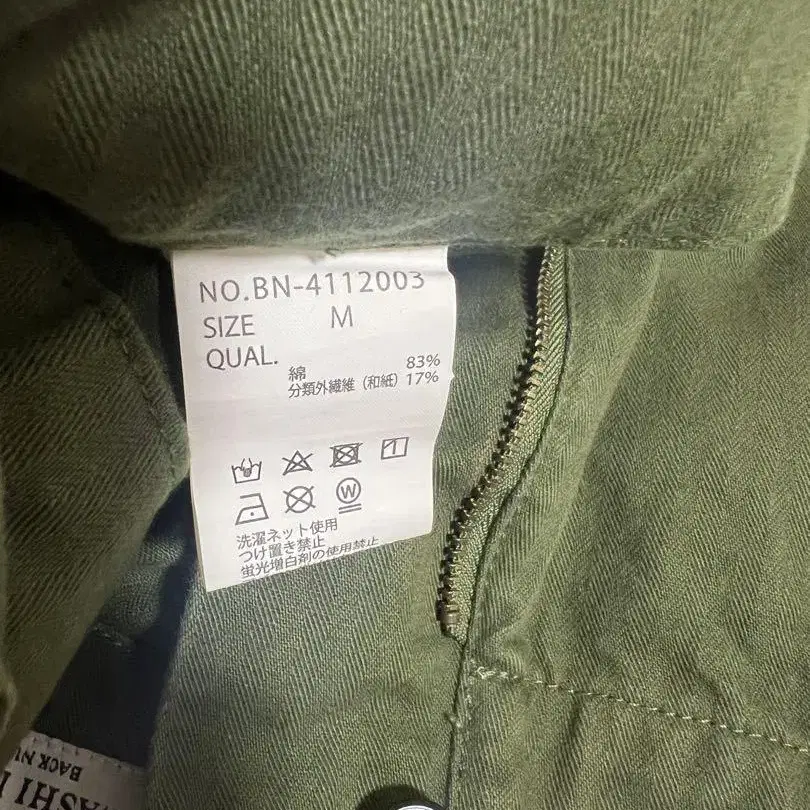 NO.BN-4112003
SIZE M
QUAL.
綿 83%
分類外繊維（和紙）17%
1
W
洗濯ネット使用
つけ置き禁止
蛍光増白剤の使用禁止
BACK